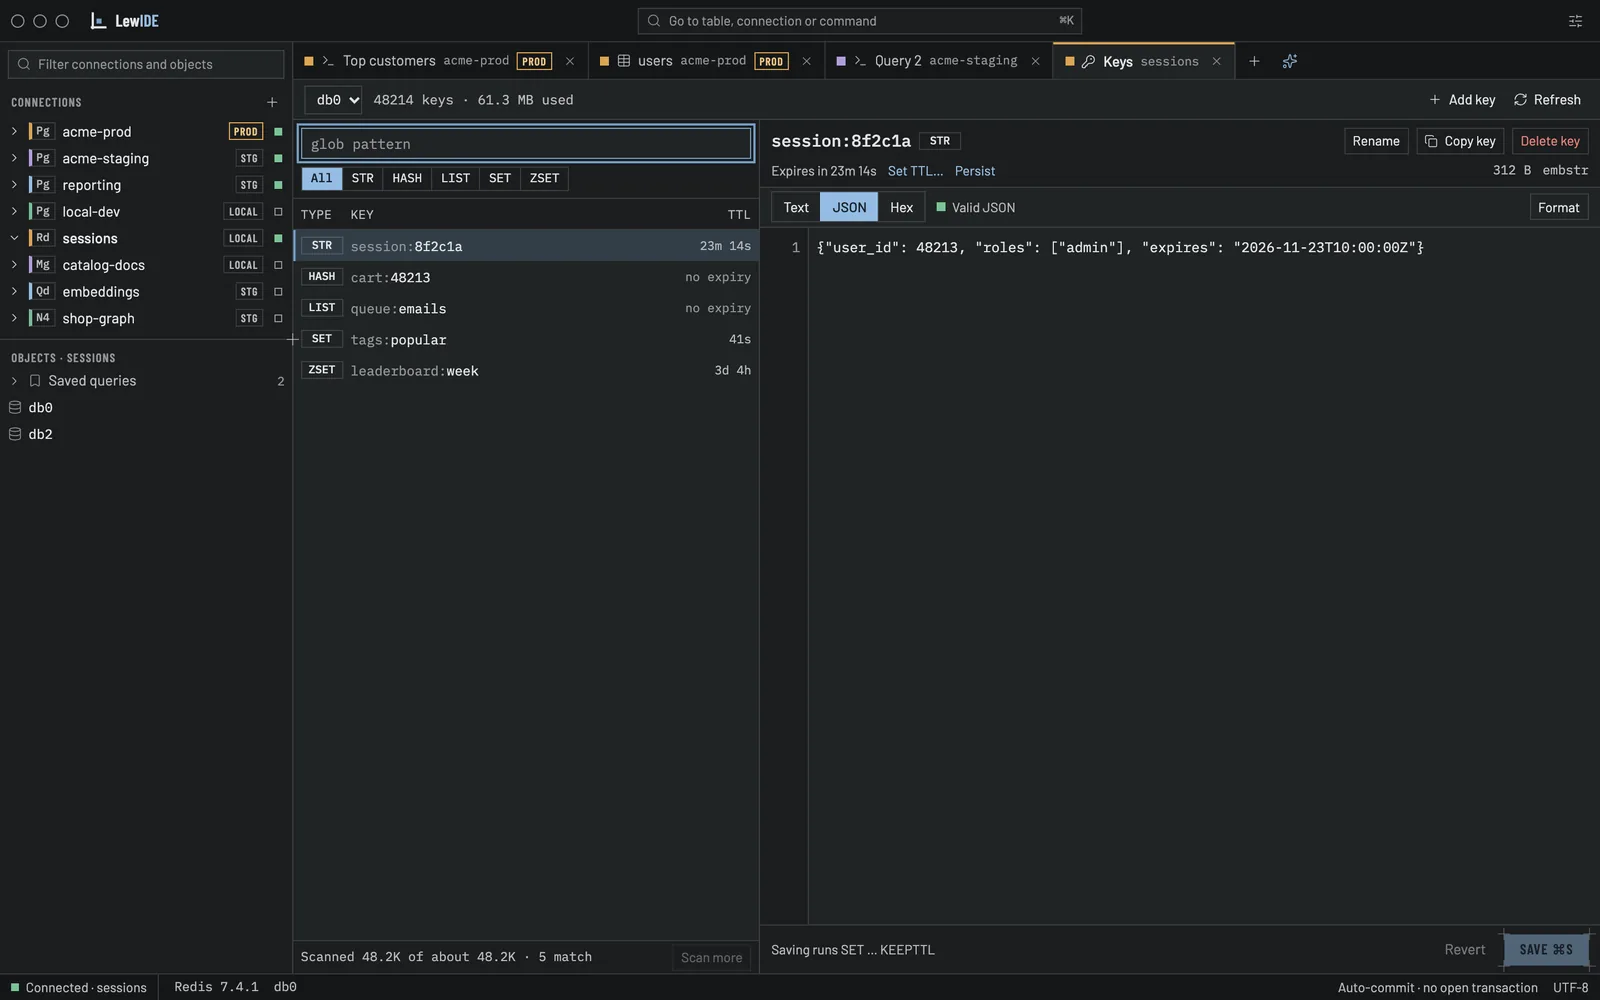 LewIDE
Go to table, connection or command ⌘K
Filter connections and objects
CONNECTIONS
Pg acme-prod PROD
Pg acme-staging STG
Pg reporting STG
Pg local-dev LOCAL
Rd sessions LOCAL
Mg catalog-docs LOCAL
Qd embeddings STG
N4 shop-graph STG
OBJECTS · SESSIONS
Saved queries 2
db0
db2
Top customers acme-prod PROD
users acme-prod PROD
Query 2 acme-staging
Keys sessions
db0 48214 keys · 61.3 MB used
Add key Refresh
glob pattern
All STR HASH LIST SET ZSET
TYPE KEY TTL
STR session:8f2c1a 23m 14s
HASH cart:48213 no expiry
LIST queue:emails no expiry
SET tags:popular 41s
ZSET leaderboard:week 3d 4h
Scanned 48.2K of about 48.2K · 5 match Scan more
session:8f2c1a STR Rename Copy key Delete key
Expires in 23m 14s Set TTL... Persist 312 B embstr
Text JSON Hex Valid JSON Format
1 {"user_id": 48213, "roles": ["admin"], "expires": "2026-11-23T10:00:00Z"}
Saving runs SET ... KEEPTTL Revert SAVE ⌘S
Connected · sessions Redis 7.4.1 db0 Auto-commit · no open transaction UTF-8